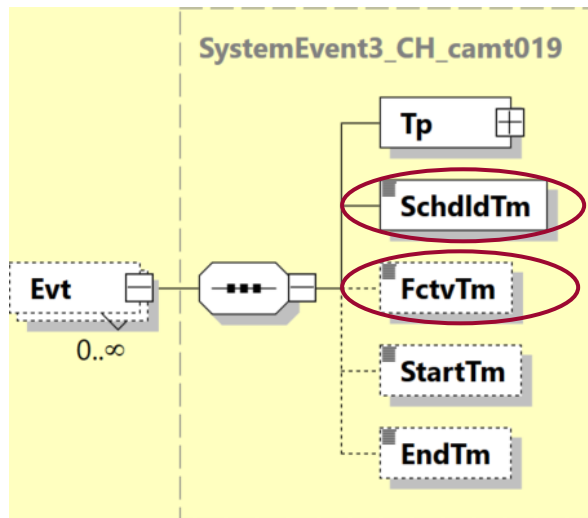 SystemEvent3_CH_camt019
Tp
SchdldTm
Evt
FctvTm
0..∞
StartTm
EndTm